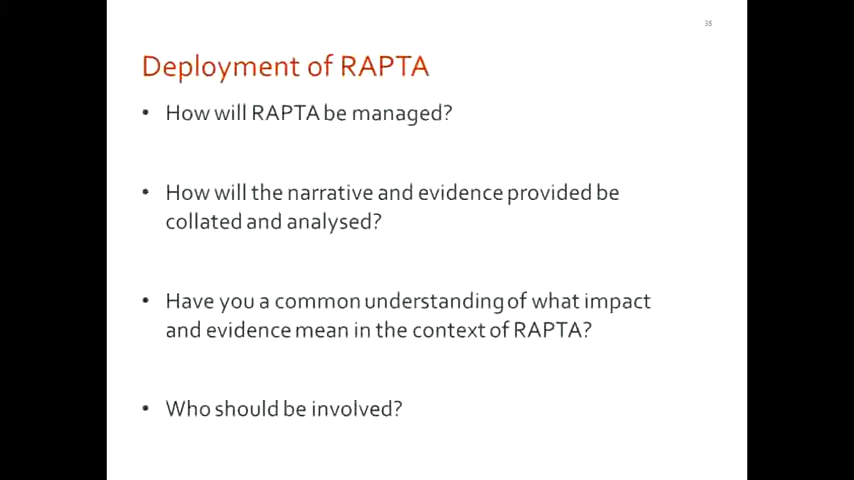 35
Deployment of RAPTA
• How will RAPTA be managed?
• How will the narrative and evidence provided be
collated and analysed?
• Have you a common understanding of what impact
and evidence mean in the context of RAPTA?
• Who should be involved?